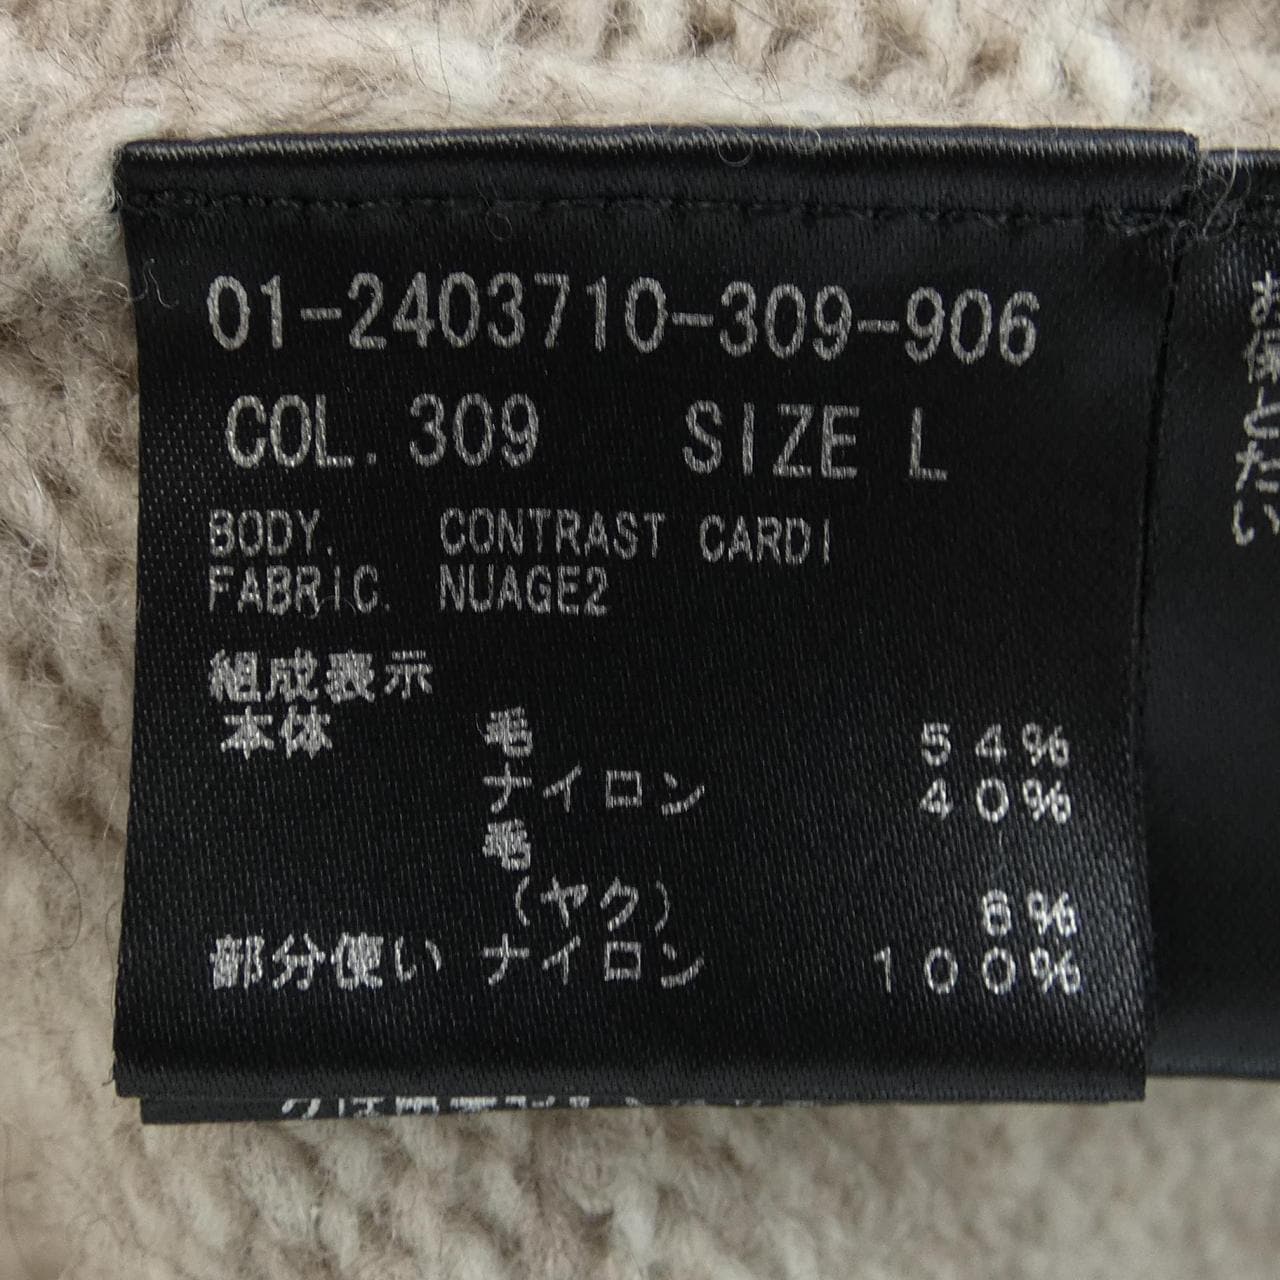 01-2403710-309-906
COL. 309 SIZE L
BODY. CONTRAST CARDI
FABRIC. NUAGE2
組成表示
本体 毛 54%
ナイロン 40%
毛
(ヤク) 6%
部分使い ナイロン 100%